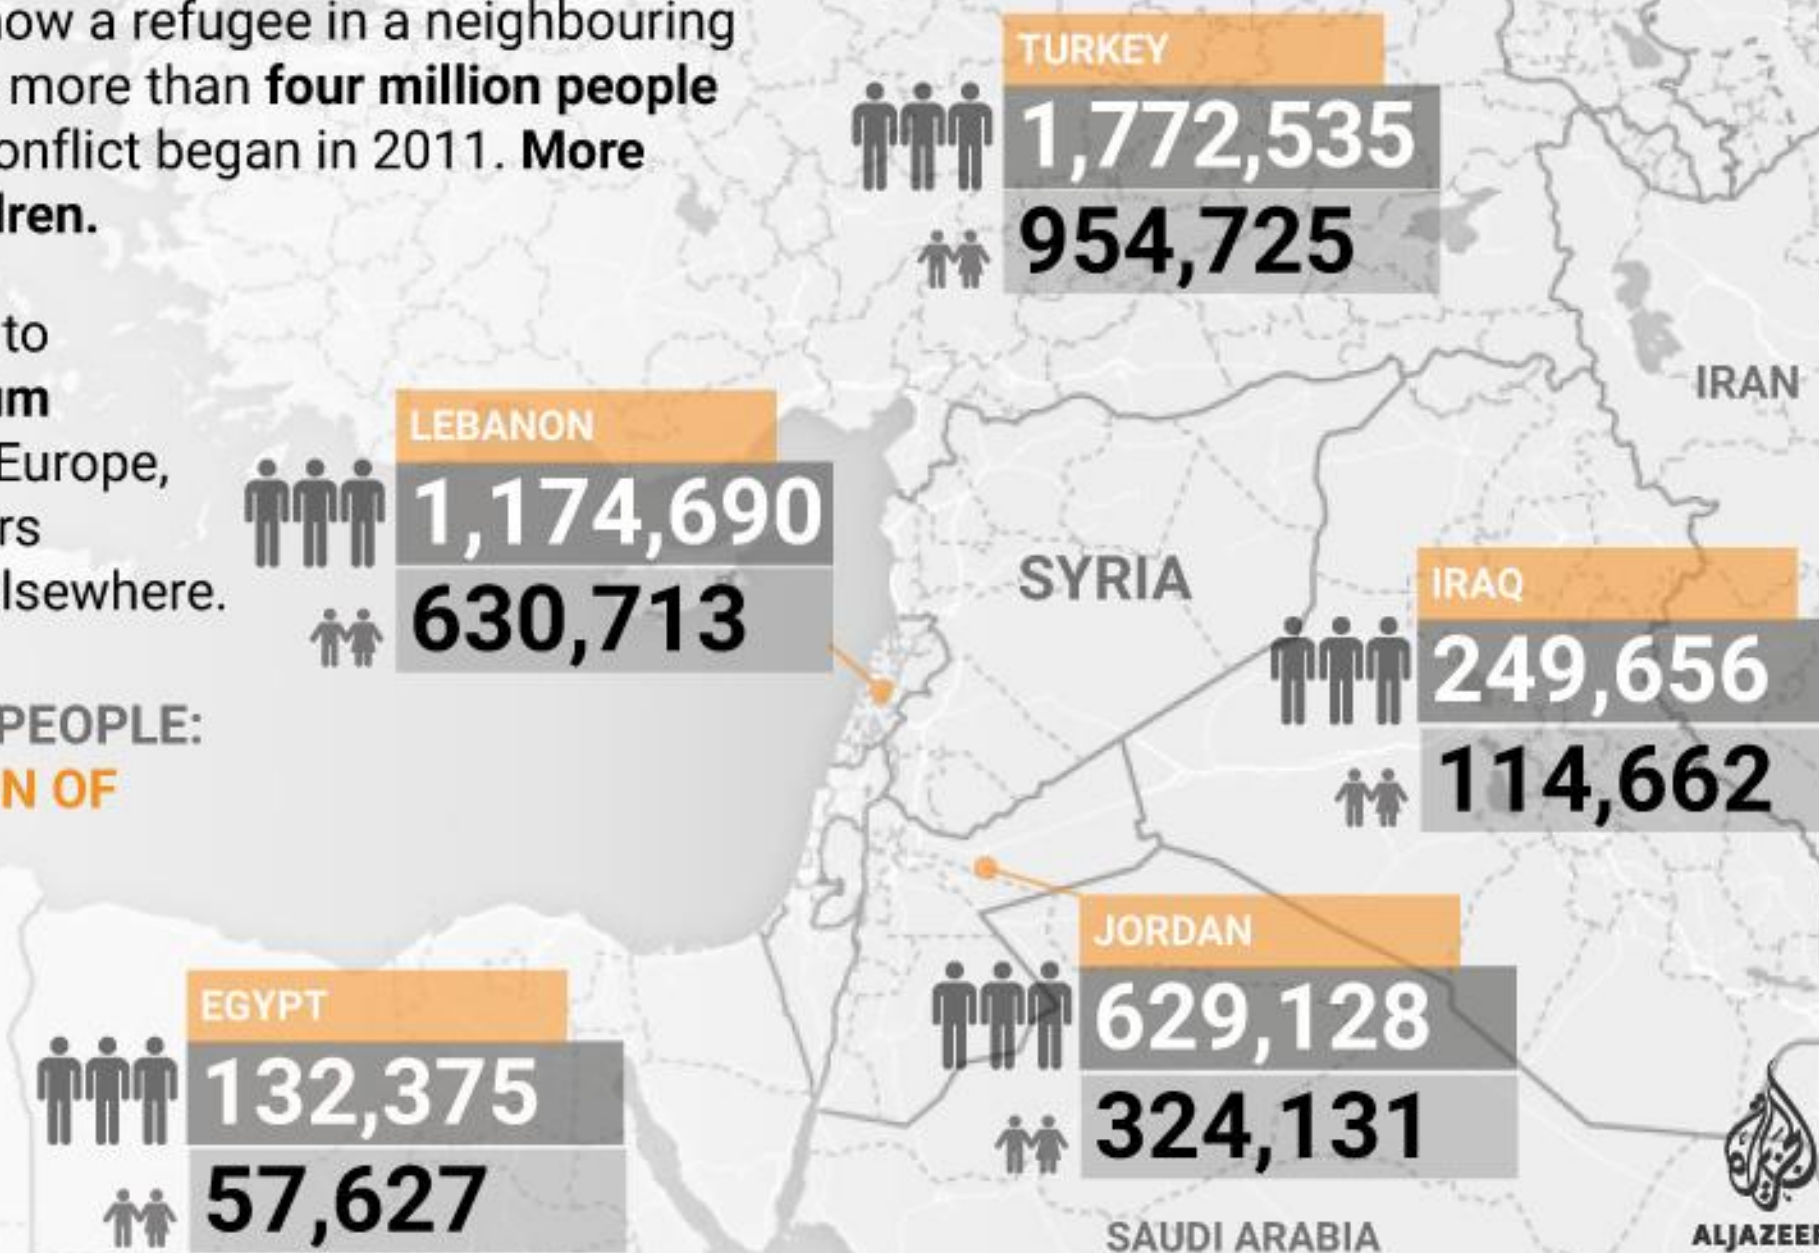 now a refugee in a neighbouring
more than four million people
onflict began in 2011. More
dren.
to
um
Europe,
rs
lsewhere.
PEOPLE:
N OF
TURKEY
1,772,535
954,725
IRAN
LEBANON
1,174,690
630,713
SYRIA
IRAQ
249,656
114,662
JORDAN
629,128
324,131
EGYPT
132,375
57,627
SAUDI ARABIA
ALJAZEE